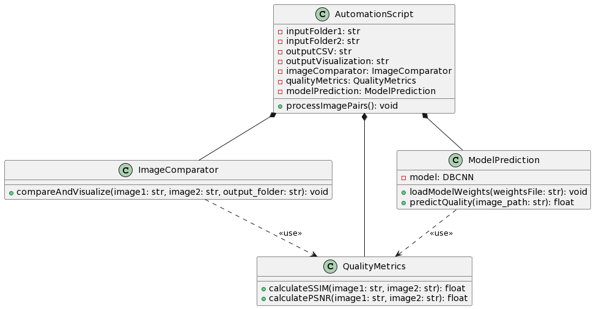 C AutomationScript
inputFolder1: str
inputFolder2: str
outputCSV: str
outputVisualization: str
imageComparator: ImageComparator
qualityMetrics: QualityMetrics
modelPrediction: ModelPrediction
processImagePairs(): void
C ImageComparator
compareAndVisualize(image1: str, image2: str, output_folder: str): void
C ModelPrediction
model: DBCNN
loadModelWeights(weightsFile: str): void
predictQuality(image_path: str): float
«use»
«use»
C QualityMetrics
calculateSSIM(image1: str, image2: str): float
calculatePSNR(image1: str, image2: str): float